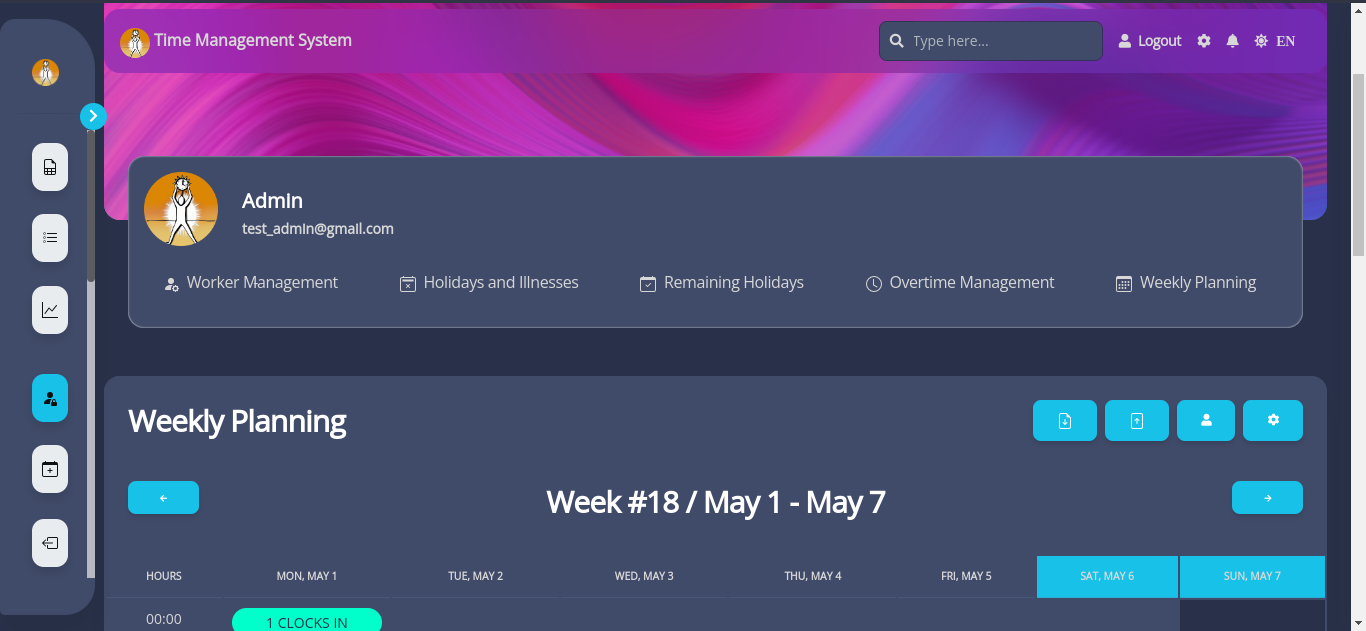 Time Management System
Type here...
Logout
EN
Admin
test_admin@gmail.com
Worker Management
Holidays and Illnesses
Remaining Holidays
Overtime Management
Weekly Planning
Weekly Planning
Week #18 / May 1 - May 7
HOURS
MON, MAY 1
TUE, MAY 2
WED, MAY 3
THU, MAY 4
FRI, MAY 5
SAT, MAY 6
SUN, MAY 7
00:00
1 CLOCKS IN